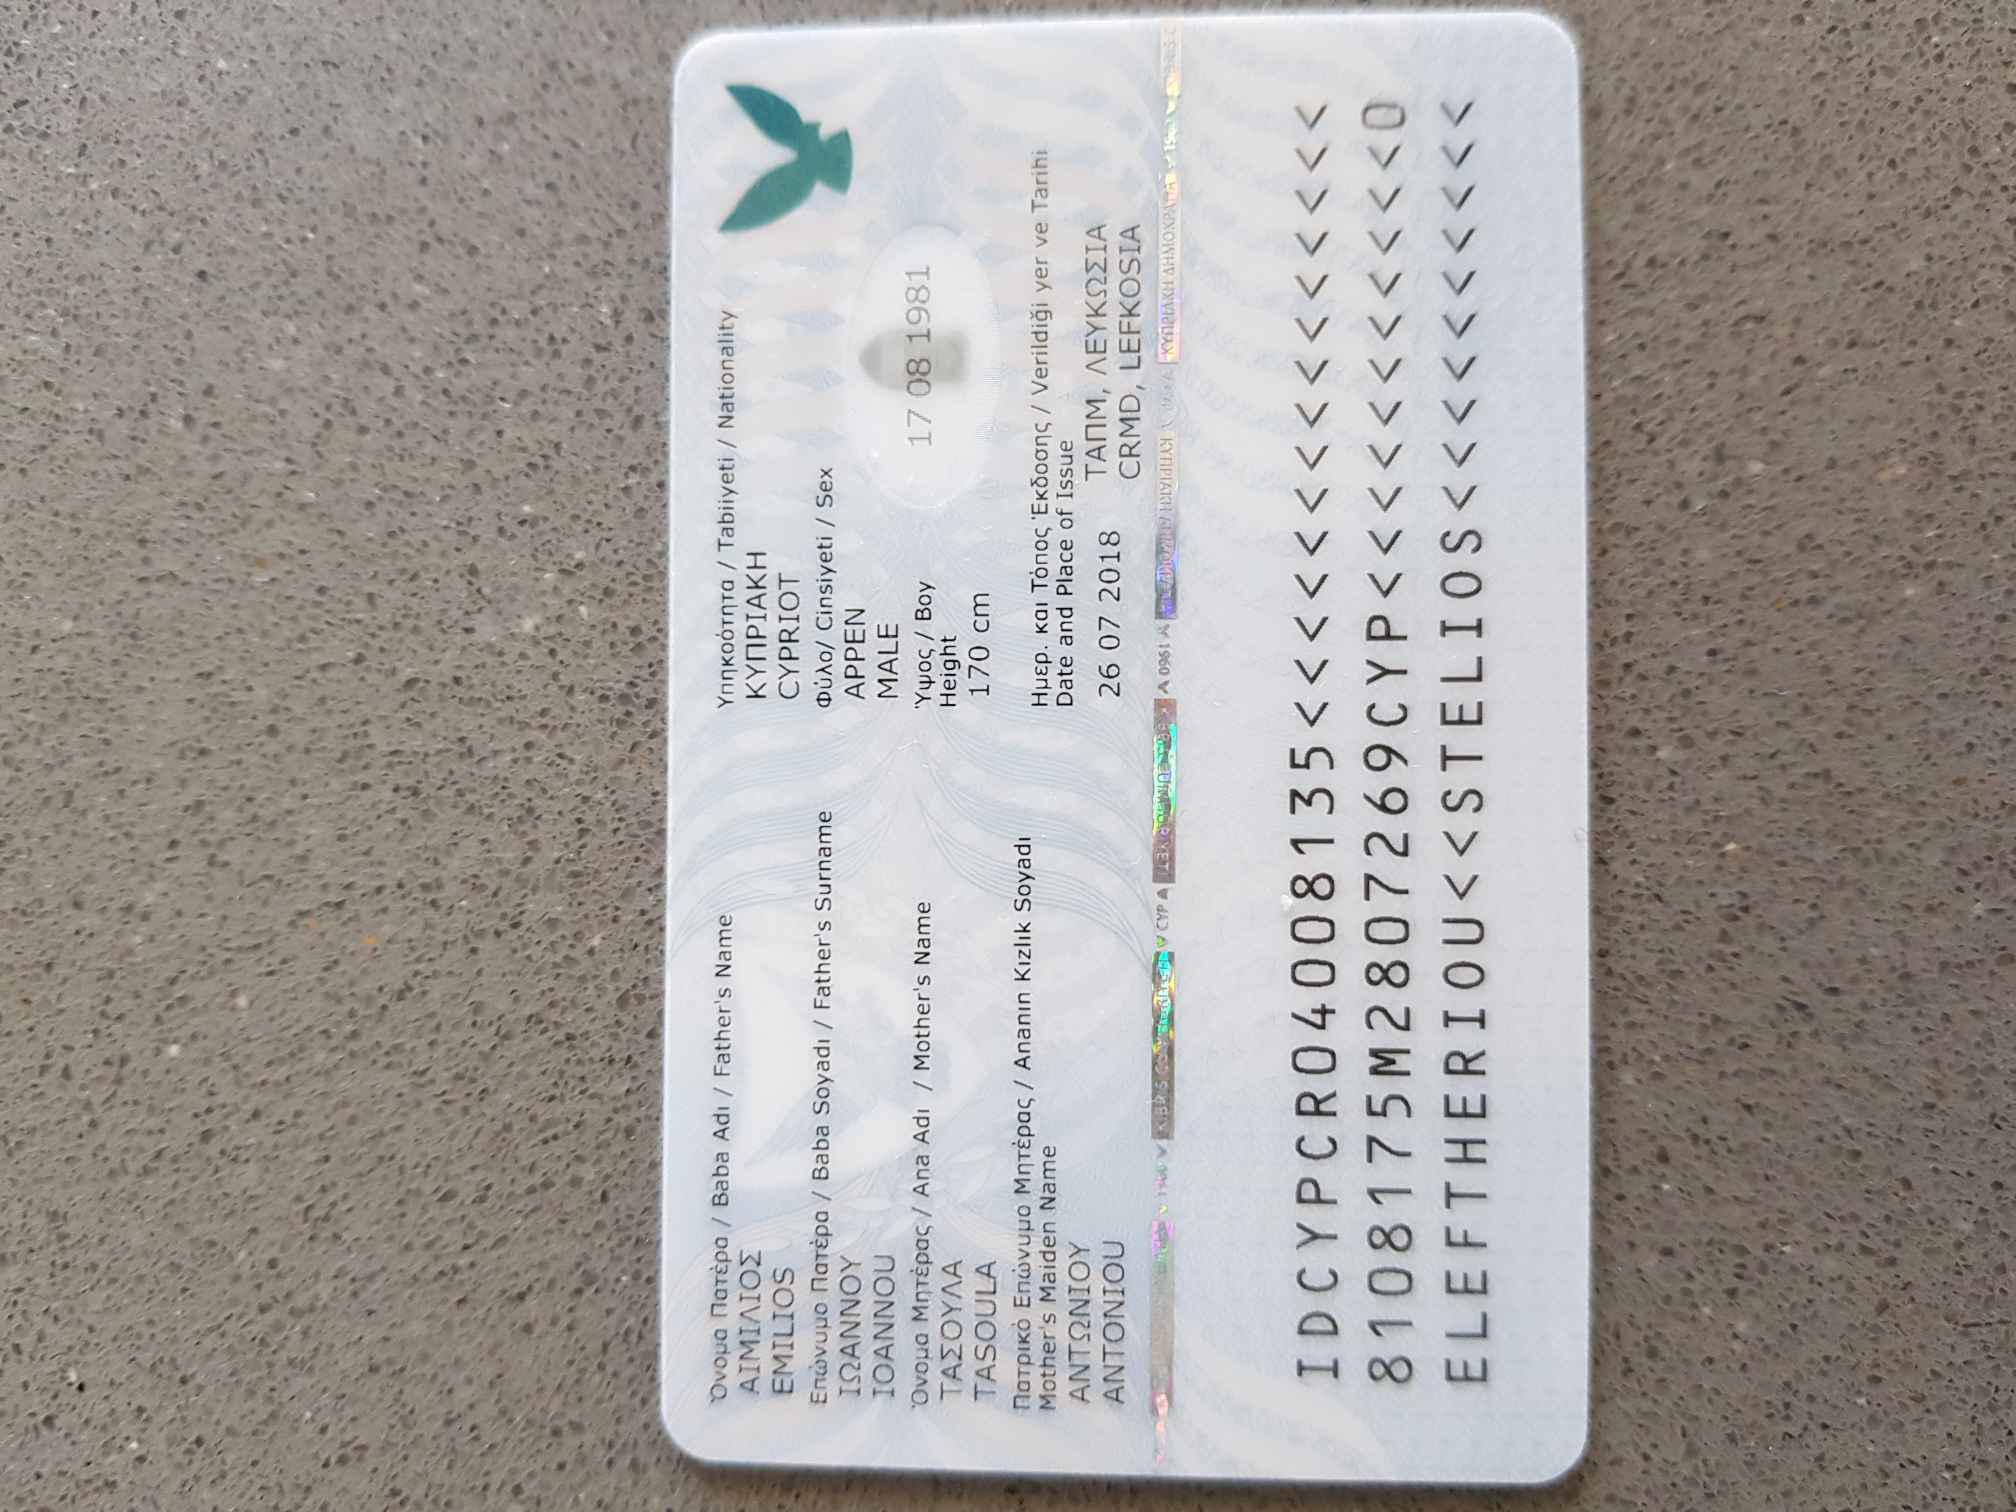 Όνομα Πατέρα / Baba Adı / Father's Name
ΑΙΜΙΛΙΟΣ
EMILIOS
Επώνυμο Πατέρα / Baba Soyadı / Father's Surname
ΙΩΑΝΝΟΥ
IOANNOU
Όνομα Μητέρας / Ana Adı / Mother's Name
ΤΑΣΟΥΛΑ
TASOULA
Πατρικό Επώνυμο Μητέρας / Ananın Kızlık Soyadı
Mother's Maiden Name
ΑΝΤΩΝΙΟΥ
ANTONIOU
Υπηκοότητα / Tabiiyeti / Nationality
ΚΥΠΡΙΑΚΗ
CYPRIOT
Φύλο/ Cinsiyeti / Sex
ΑΡΡΕΝ
MALE
Ύψος / Boy
Height
170 cm
17 08 1981
Ημερ. και Τόπος Έκδοσης / Verildiği yer ve Tarihi
Date and Place of Issue
26 07 2018
ΤΑΠΜ, ΛΕΥΚΩΣΙΑ
CRMD, LEFKOSIA
ΚΥΠΡΙΑΚΗ ΔΗΜΟΚΡΑΤΙΑ
IDCYPCR04008135<<<<<<<<<<<<<<<
8108175M2807269CYP<<<<<<<<<<<0
ELEFTHERIOU<<STELIOS<<<<<<<<<<